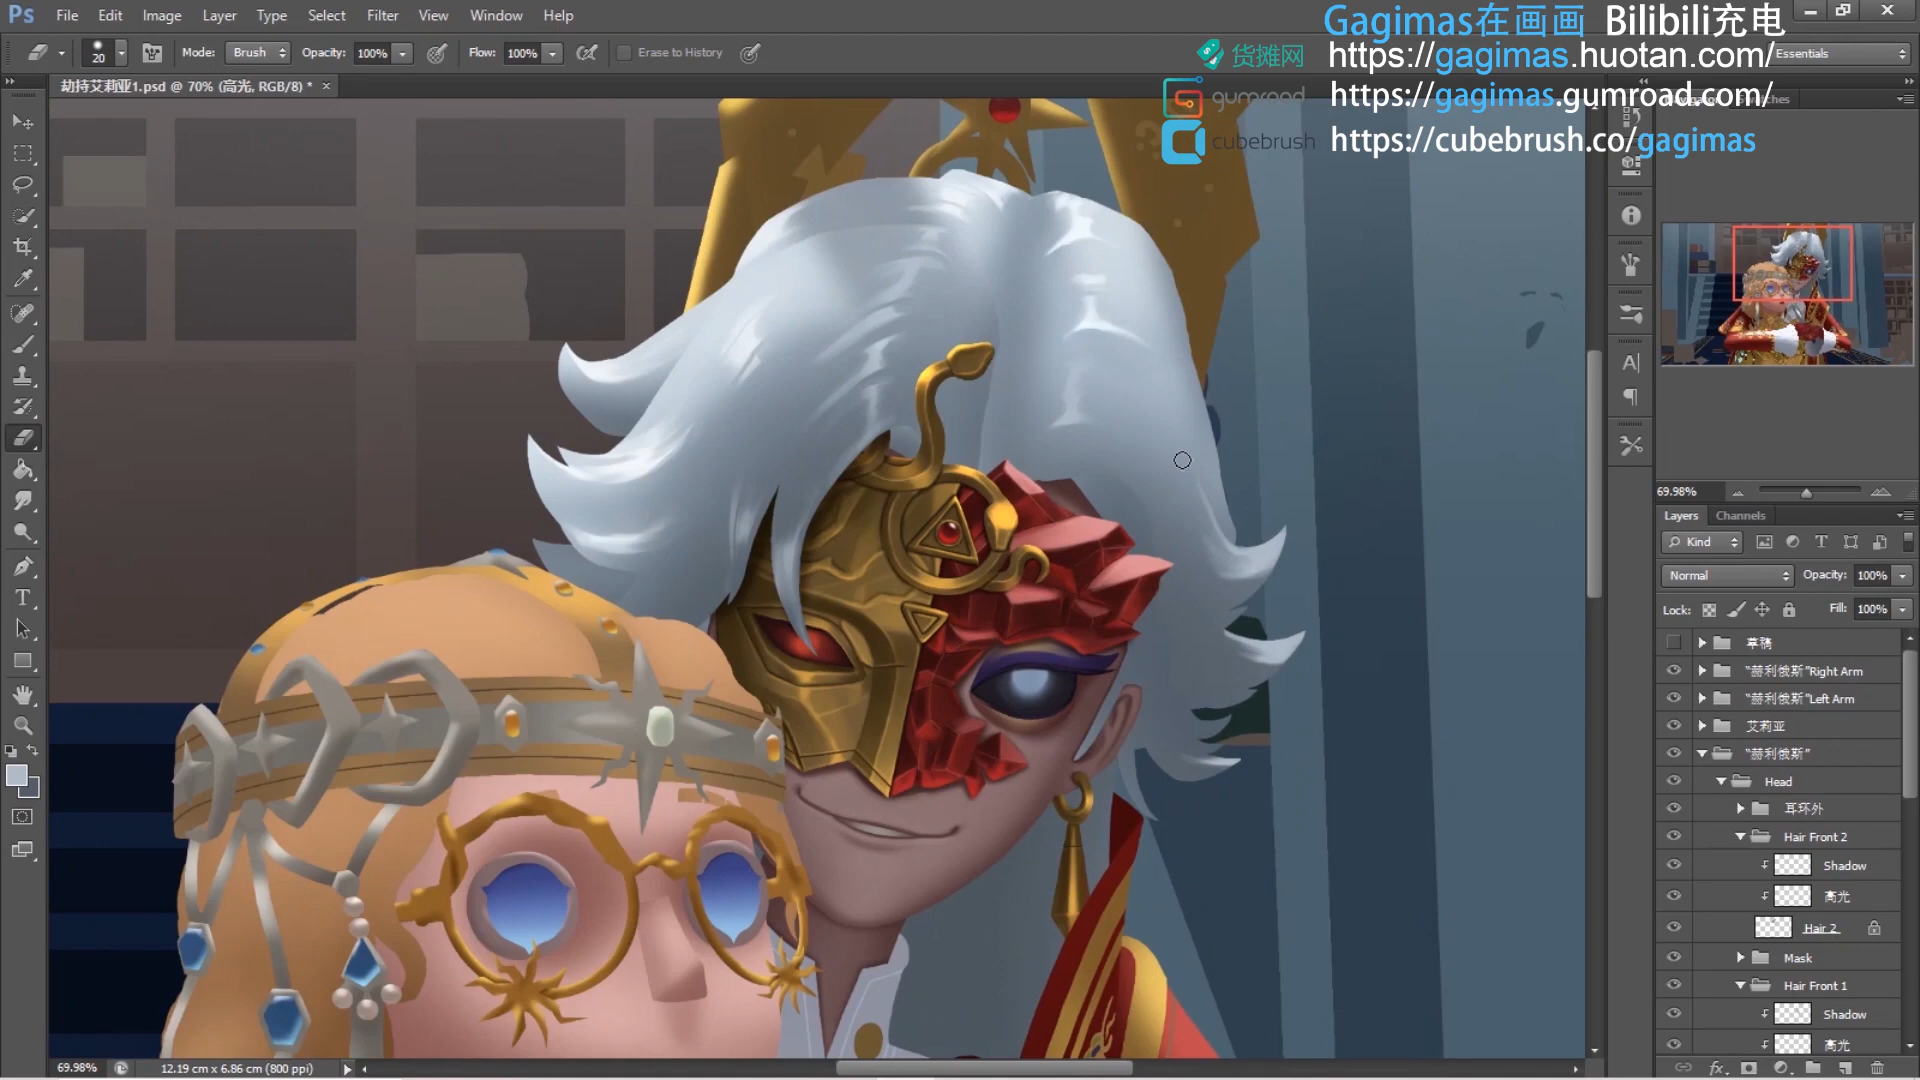 Ps File Edit Image Layer Type Select Filter View Window Help
Gagimas在画画 Bilibili充电
20 Mode: Brush Opacity: 100% Flow: 100% Erase to History
货摊网 https://gagimas.huotan.com/
Essentials
劫持艾莉亚1.psd @ 70% (高光, RGB/8) * ×
gumroad https://gagimas.gumroad.com/
cubebrush https://cubebrush.co/gagimas
69.98%
Layers Channels
Kind
Normal Opacity: 100%
Lock: Fill: 100%
草稿
"赫利俄斯"Right Arm
"赫利俄斯"Left Arm
艾莉亚
"赫利俄斯"
Head
耳环外
Hair Front 2
Shadow
高光
Hair 2
Mask
Hair Front 1
Shadow
高光
69.98% 12.19 cm x 6.86 cm (800 ppi)